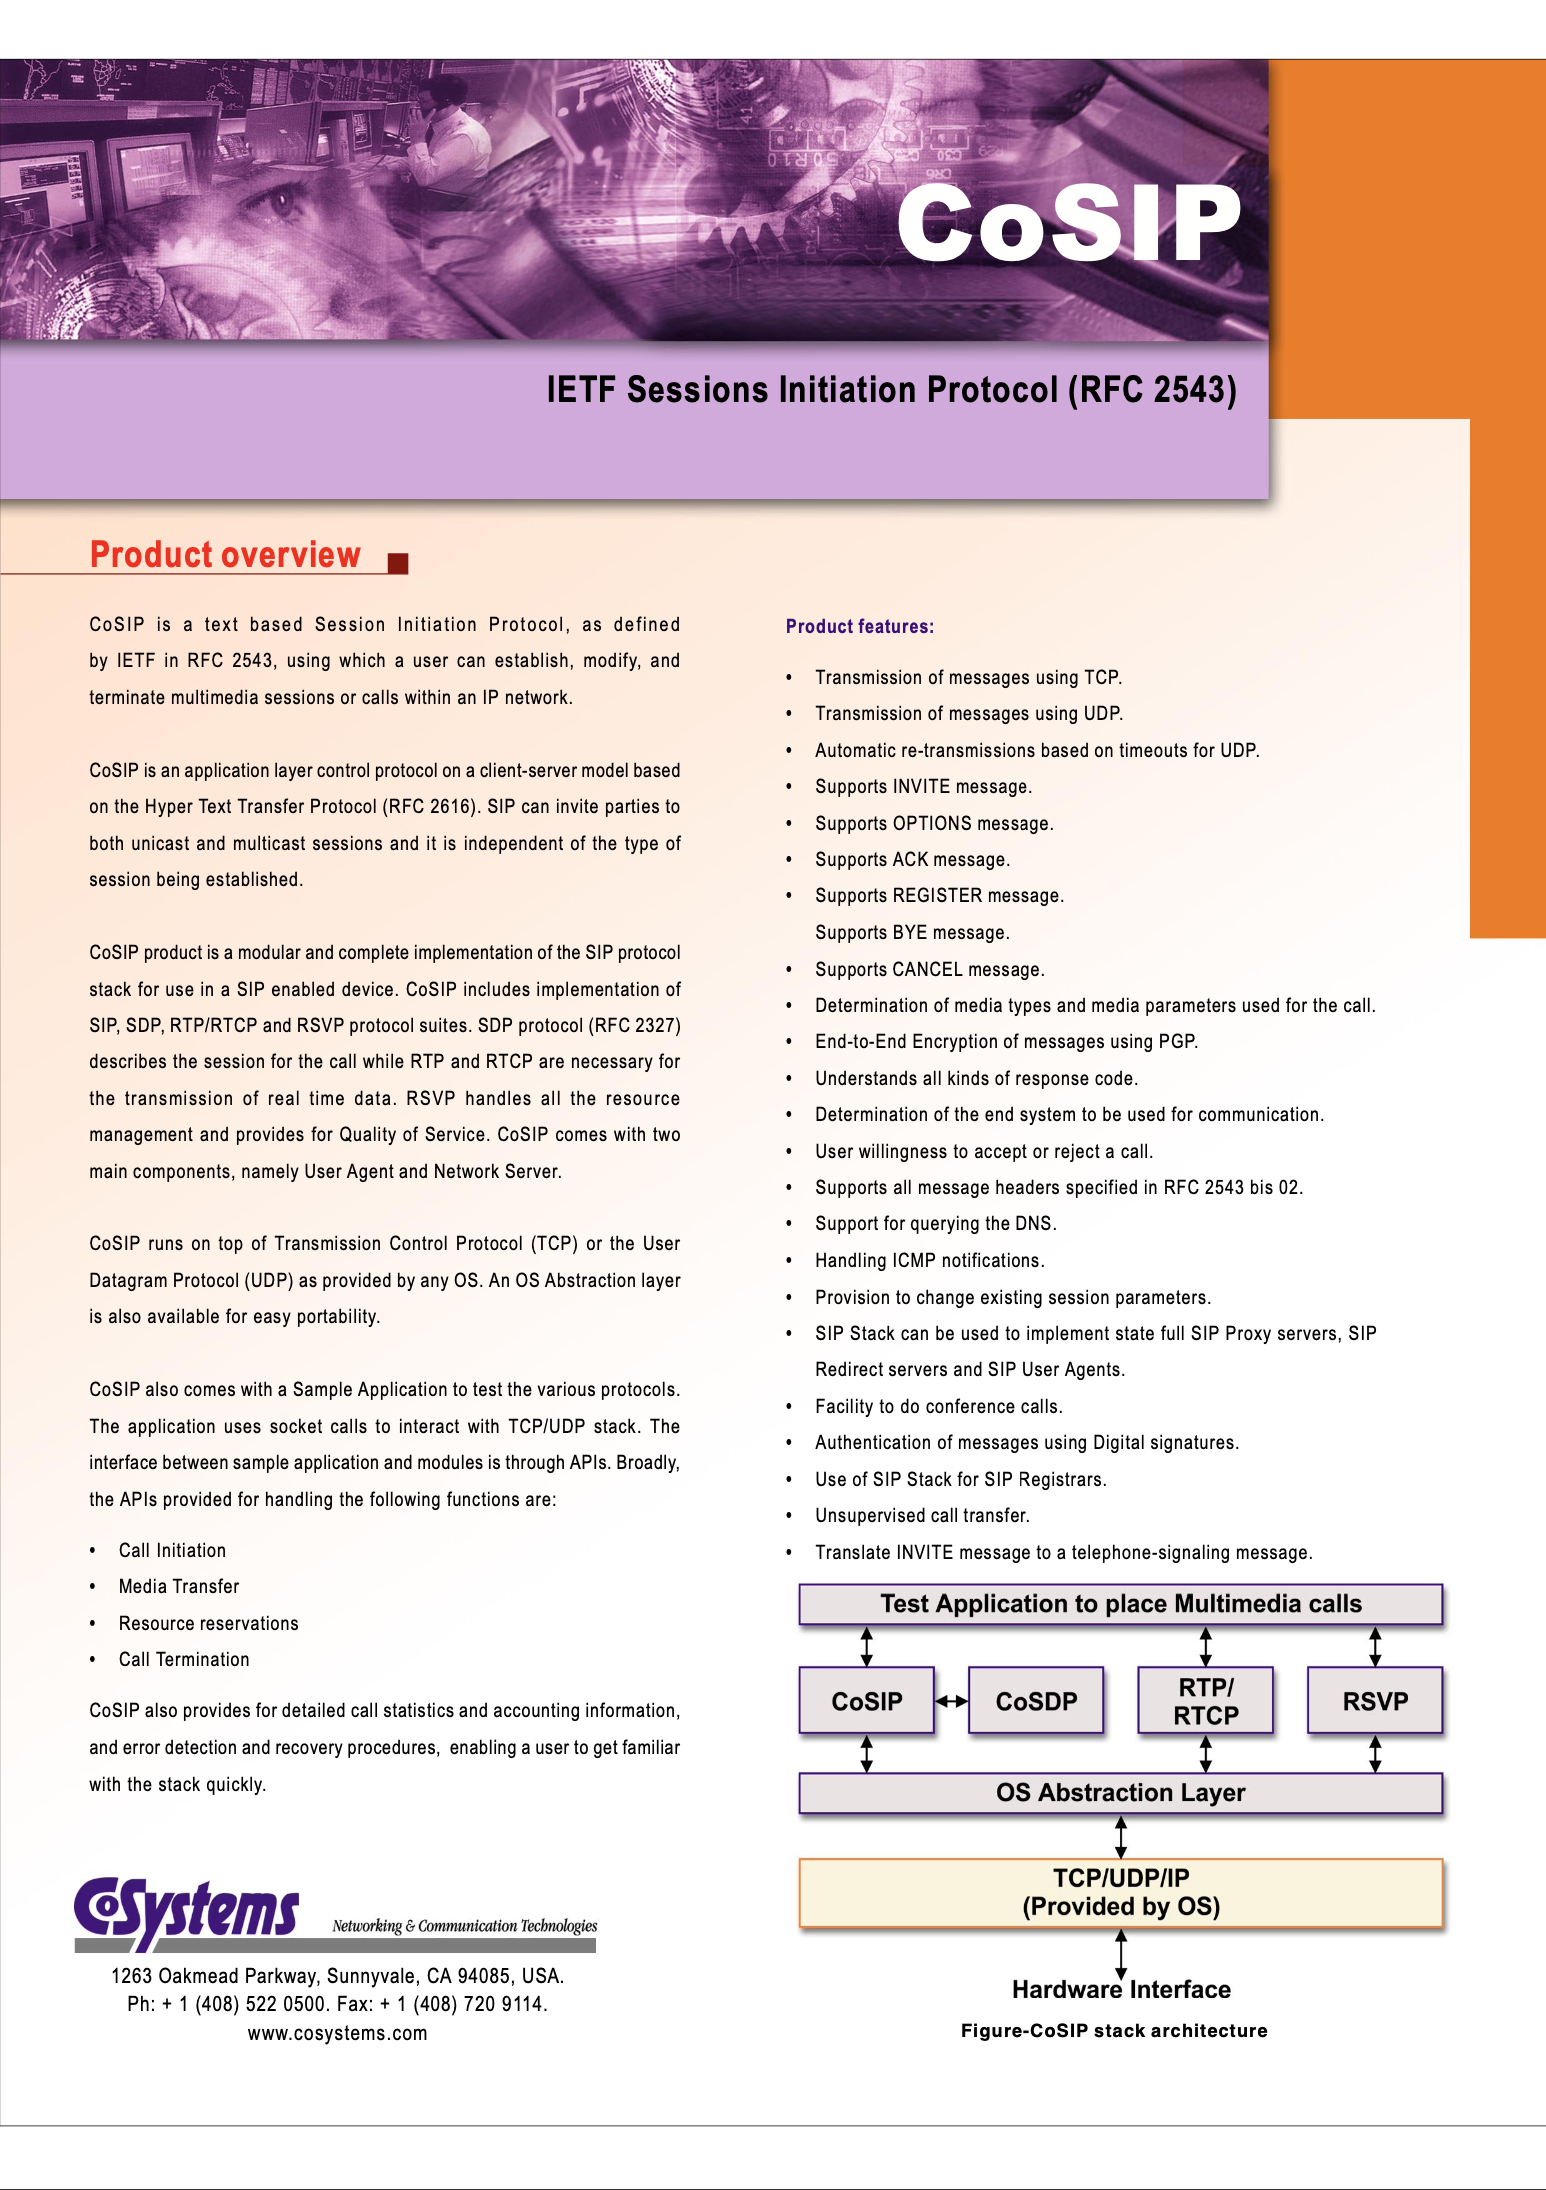 CoSIP
IETF Sessions Initiation Protocol (RFC 2543)
Product overview
CoSIP is a text based Session Initiation Protocol, as defined
by IETF in RFC 2543, using which a user can establish, modify, and
terminate multimedia sessions or calls within an IP network.
CoSIP is an application layer control protocol on a client-server model based
on the Hyper Text Transfer Protocol (RFC 2616). SIP can invite parties to
both unicast and multicast sessions and it is independent of the type of
session being established.
CoSIP product is a modular and complete implementation of the SIP protocol
stack for use in a SIP enabled device. CoSIP includes implementation of
SIP, SDP, RTP/RTCP and RSVP protocol suites. SDP protocol (RFC 2327)
describes the session for the call while RTP and RTCP are necessary for
the transmission of real time data. RSVP handles all the resource
management and provides for Quality of Service. CoSIP comes with two
main components, namely User Agent and Network Server.
CoSIP runs on top of Transmission Control Protocol (TCP) or the User
Datagram Protocol (UDP) as provided by any OS. An OS Abstraction layer
is also available for easy portability.
CoSIP also comes with a Sample Application to test the various protocols.
The application uses socket calls to interact with TCP/UDP stack. The
interface between sample application and modules is through APIs. Broadly,
the APIs provided for handling the following functions are:
• Call Initiation
• Media Transfer
• Resource reservations
• Call Termination
CoSIP also provides for detailed call statistics and accounting information,
and error detection and recovery procedures, enabling a user to get familiar
with the stack quickly.
CoSystems
Networking & Communication Technologies
1263 Oakmead Parkway, Sunnyvale, CA 94085, USA.
Ph: + 1 (408) 522 0500. Fax: + 1 (408) 720 9114.
www.cosystems.com
Product features:
• Transmission of messages using TCP.
• Transmission of messages using UDP.
• Automatic re-transmissions based on timeouts for UDP.
• Supports INVITE message.
• Supports OPTIONS message.
• Supports ACK message.
• Supports REGISTER message.
Supports BYE message.
• Supports CANCEL message.
• Determination of media types and media parameters used for the call.
• End-to-End Encryption of messages using PGP.
• Understands all kinds of response code.
• Determination of the end system to be used for communication.
• User willingness to accept or reject a call.
• Supports all message headers specified in RFC 2543 bis 02.
• Support for querying the DNS.
• Handling ICMP notifications.
• Provision to change existing session parameters.
• SIP Stack can be used to implement state full SIP Proxy servers, SIP
Redirect servers and SIP User Agents.
• Facility to do conference calls.
• Authentication of messages using Digital signatures.
• Use of SIP Stack for SIP Registrars.
• Unsupervised call transfer.
• Translate INVITE message to a telephone-signaling message.
Test Application to place Multimedia calls
CoSIP
CoSDP
RTP/
RTCP
RSVP
OS Abstraction Layer
TCP/UDP/IP
(Provided by OS)
Hardware Interface
Figure-CoSIP stack architecture